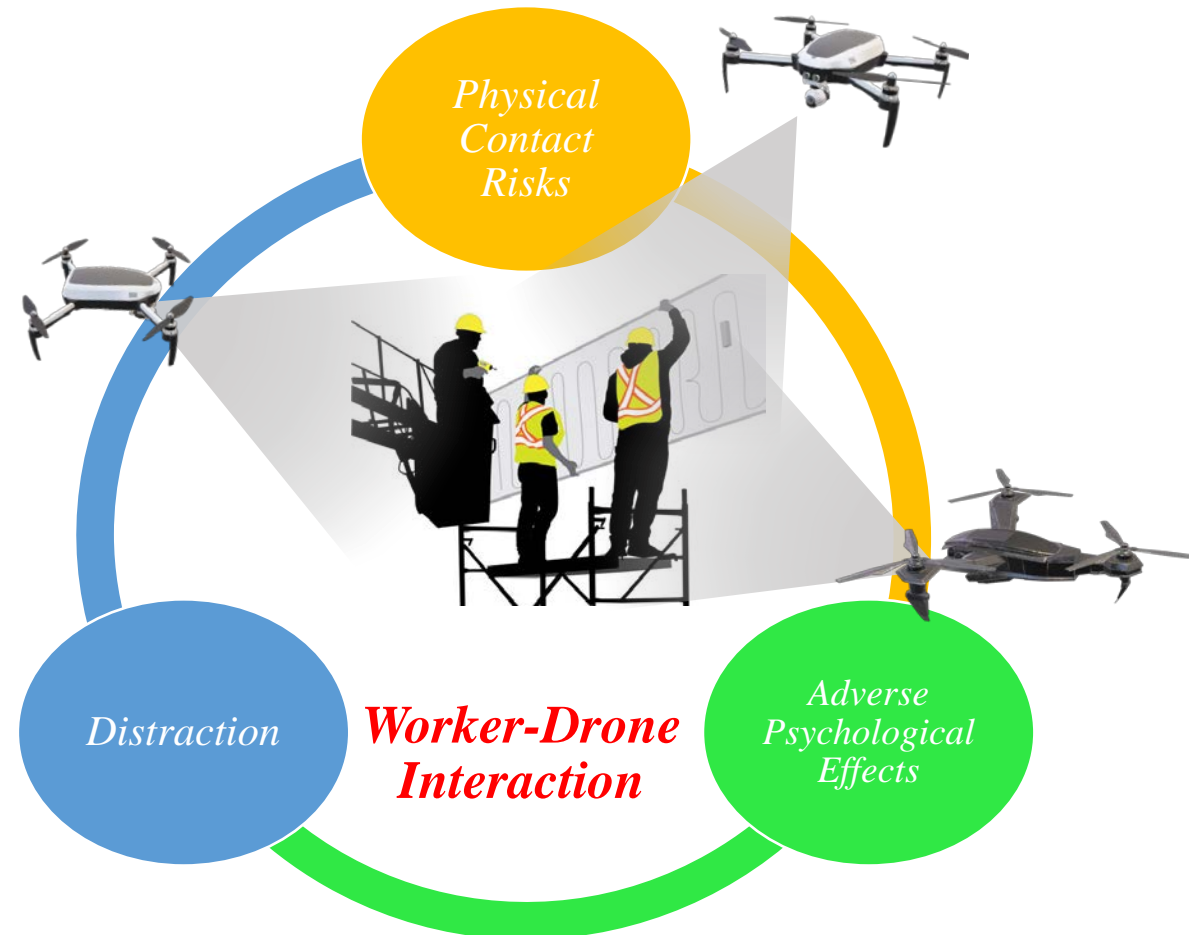 Physical
Contact
Risks
Distraction
Worker-Drone
Interaction
Adverse
Psychological
Effects